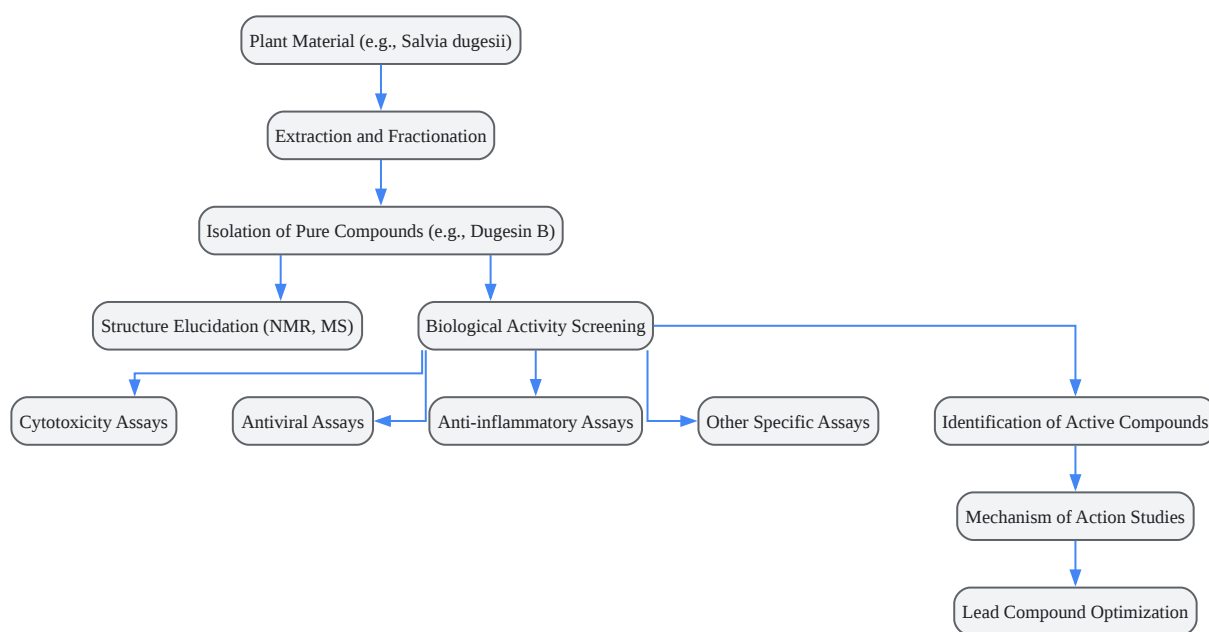 Plant Material (e.g., Salvia dugesii)
Extraction and Fractionation
Isolation of Pure Compounds (e.g., Dugesin B)
Structure Elucidation (NMR, MS)
Biological Activity Screening
Cytotoxicity Assays
Antiviral Assays
Anti-inflammatory Assays
Other Specific Assays
Identification of Active Compounds
Mechanism of Action Studies
Lead Compound Optimization